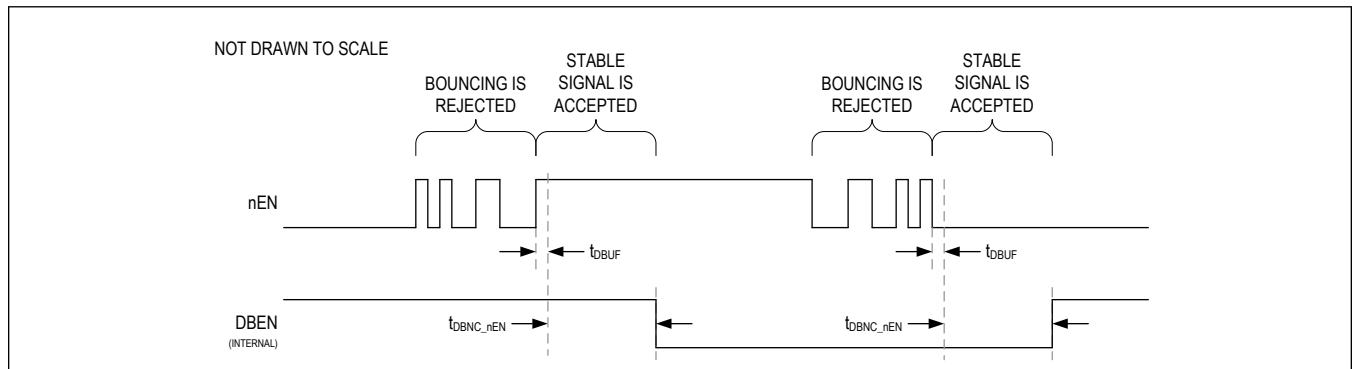 NOT DRAWN TO SCALE
BOUNCING IS
REJECTED
STABLE
SIGNAL IS
ACCEPTED
BOUNCING IS
REJECTED
STABLE
SIGNAL IS
ACCEPTED
nEN
tDBUF
tDBUF
DBEN
(INTERNAL)
tDBNC_nEN
tDBNC_nEN